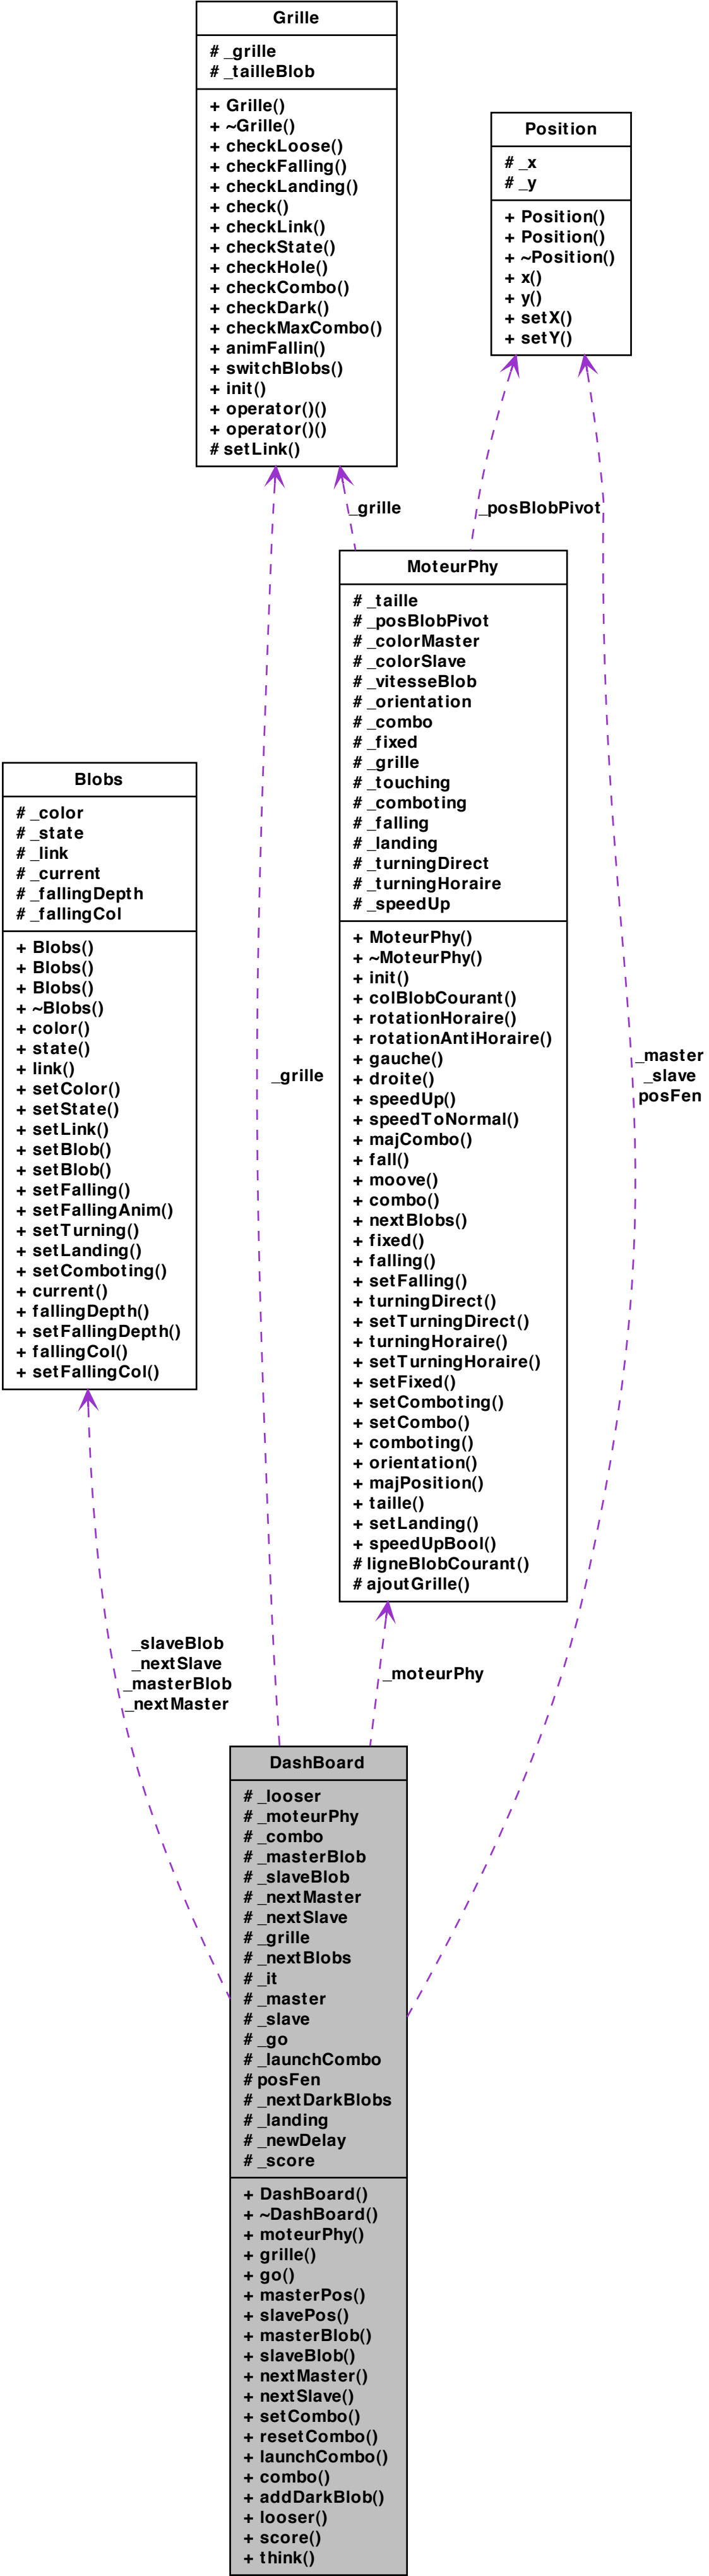 Grille
# _grille
# _tailleBlob
+ Grille()
+ ~Grille()
+ checkLoose()
+ checkFalling()
+ checkLanding()
+ check()
+ checkLink()
+ checkState()
+ checkHole()
+ checkCombo()
+ checkDark()
+ checkMaxCombo()
+ animFallin()
+ switchBlobs()
+ init()
+ operator()()
+ operator()()
# setLink()
Position
# _x
# _y
+ Position()
+ Position()
+ ~Position()
+ x()
+ y()
+ setX()
+ setY()
_grille
_posBlobPivot
MoteurPhy
# _taille
# _posBlobPivot
# _colorMaster
# _colorSlave
# _vitesseBlob
# _orientation
# _combo
# _fixed
# _grille
# _touching
# _comboting
# _falling
# _landing
# _turningDirect
# _turningHoraire
# _speedUp
+ MoteurPhy()
+ ~MoteurPhy()
+ init()
+ colBlobCourant()
+ rotationHoraire()
+ rotationAntiHoraire()
+ gauche()
+ droite()
+ speedUp()
+ speedToNormal()
+ majCombo()
+ fall()
+ moove()
+ combo()
+ nextBlobs()
+ fixed()
+ falling()
+ setFalling()
+ turningDirect()
+ setTurningDirect()
+ turningHoraire()
+ setTurningHoraire()
+ setFixed()
+ setComboting()
+ setCombo()
+ comboting()
+ orientation()
+ majPosition()
+ taille()
+ setLanding()
+ speedUpBool()
# ligneBlobCourant()
# ajoutGrille()
Blobs
# _color
# _state
# _link
# _current
# _fallingDepth
# _fallingCol
+ Blobs()
+ Blobs()
+ Blobs()
+ ~Blobs()
+ color()
+ state()
+ link()
+ setColor()
+ setState()
+ setLink()
+ setBlob()
+ setBlob()
+ setFalling()
+ setFallingAnim()
+ setTurning()
+ setLanding()
+ setComboting()
+ current()
+ fallingDepth()
+ setFallingDepth()
+ fallingCol()
+ setFallingCol()
_grille
_master
_slave
posFen
_slaveBlob
_nextSlave
_masterBlob
_nextMaster
_moteurPhy
DashBoard
# _looser
# _moteurPhy
# _combo
# _masterBlob
# _slaveBlob
# _nextMaster
# _nextSlave
# _grille
# _nextBlobs
# _it
# _master
# _slave
# _go
# _launchCombo
# posFen
# _nextDarkBlobs
# _landing
# _newDelay
# _score
+ DashBoard()
+ ~DashBoard()
+ moteurPhy()
+ grille()
+ go()
+ masterPos()
+ slavePos()
+ masterBlob()
+ slaveBlob()
+ nextMaster()
+ nextSlave()
+ setCombo()
+ resetCombo()
+ launchCombo()
+ combo()
+ addDarkBlob()
+ looser()
+ score()
+ think()